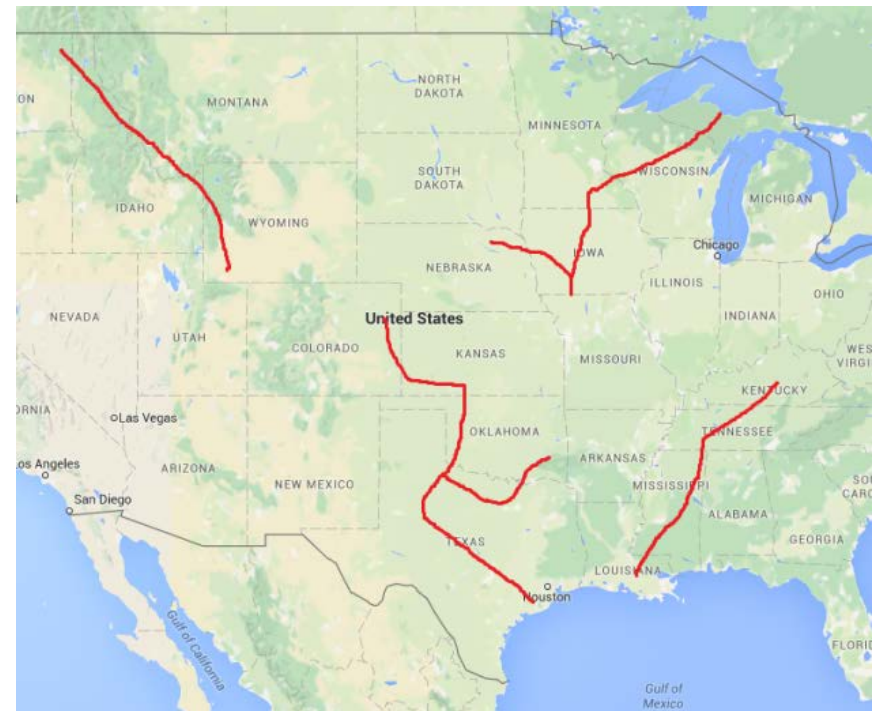 NORTH
DAKOTA
ON
MONTANA
MINNESOTA
SOUTH
DAKOTA
WISCONSIN
MICHIGAN
IDAHO
WYOMING
IOWA
Chicago
NEBRASKA
ILLINOIS
OHIO
NEVADA
United States
INDIANA
UTAH
COLORADO
KANSAS
MISSOURI
WES
VIRGI
KENTUCKY
ORNIA
Las Vegas
OKLAHOMA
TENNESSEE
os Angeles
ARIZONA
ARKANSAS
NEW MEXICO
MISSISSIPPI
SOU
CARO
San Diego
ALABAMA
GEORGIA
TEXAS
LOUISIANA
Houston
Gulf of California
FLORID
Gulf of
Mexico